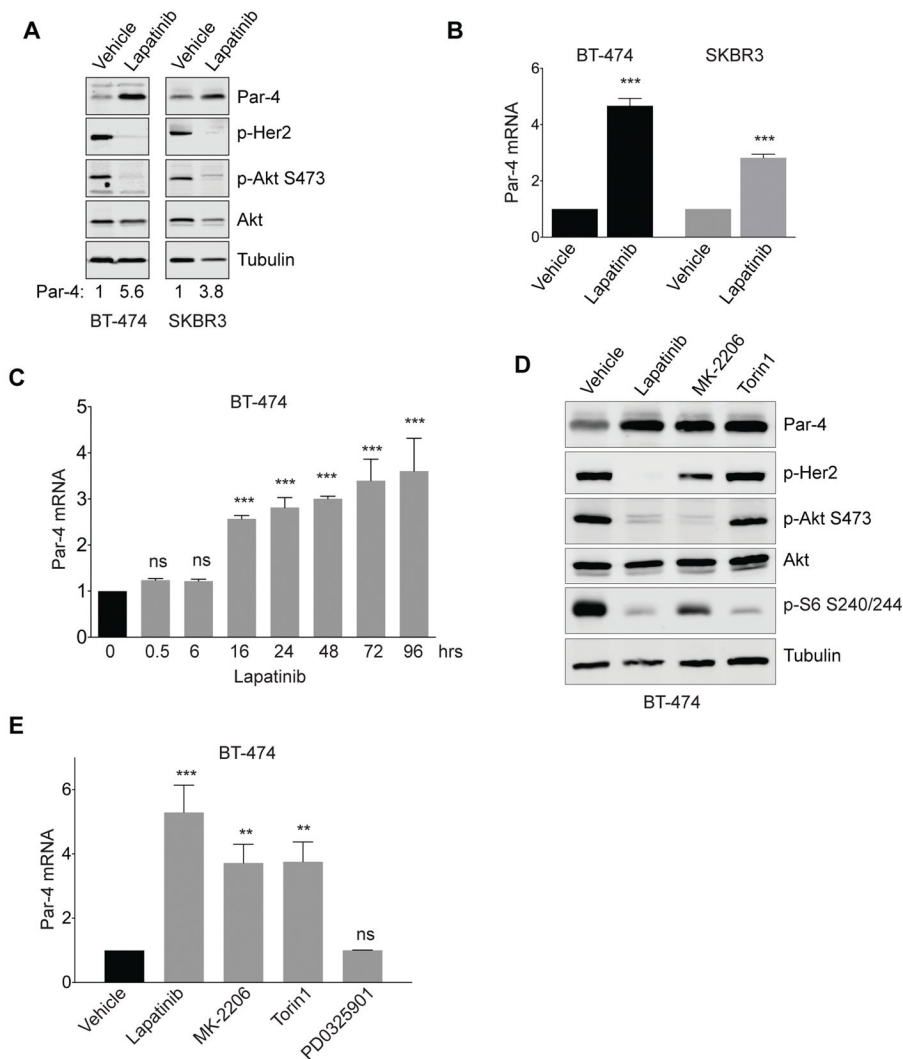 A
Vehicle
Lapatinib
Vehicle
Lapatinib
Par-4
p-Her2
p-Akt S473
Akt
Tubulin
Par-4: 1 5.6 1 3.8
BT-474 SKBR3
B
BT-474 SKBR3
Par-4 mRNA
6
4
2
0
***
***
Vehicle
Lapatinib
Vehicle
Lapatinib
C
BT-474
Par-4 mRNA
5
4
3
2
1
0
ns ns *** *** *** *** ***
0 0.5 6 16 24 48 72 96 hrs
Lapatinib
D
Vehicle
Lapatinib
MK-2206
Torin1
Par-4
p-Her2
p-Akt S473
Akt
p-S6 S240/244
Tubulin
BT-474
E
BT-474
Par-4 mRNA
6
4
2
0
*** ** ** ns
Vehicle
Lapatinib
MK-2206
Torin1
PD0325901